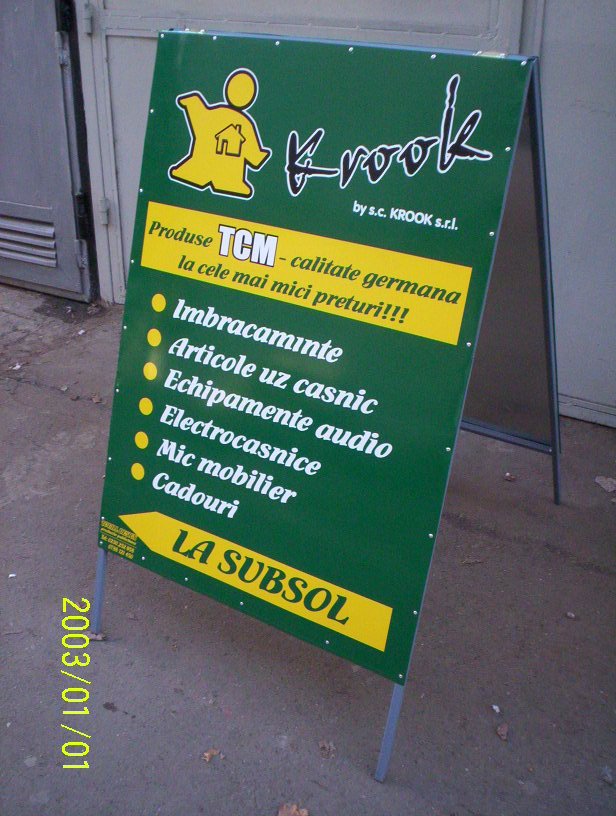 Krook
by s.c. KROOK s.r.l.
Produse TCM - calitate germana
la cele mai mici preturi!!!
Imbracaminte
Articole uz casnic
Echipamente audio
Electrocasnice
Mic mobilier
Cadouri
LA SUBSOL
2003/01/01